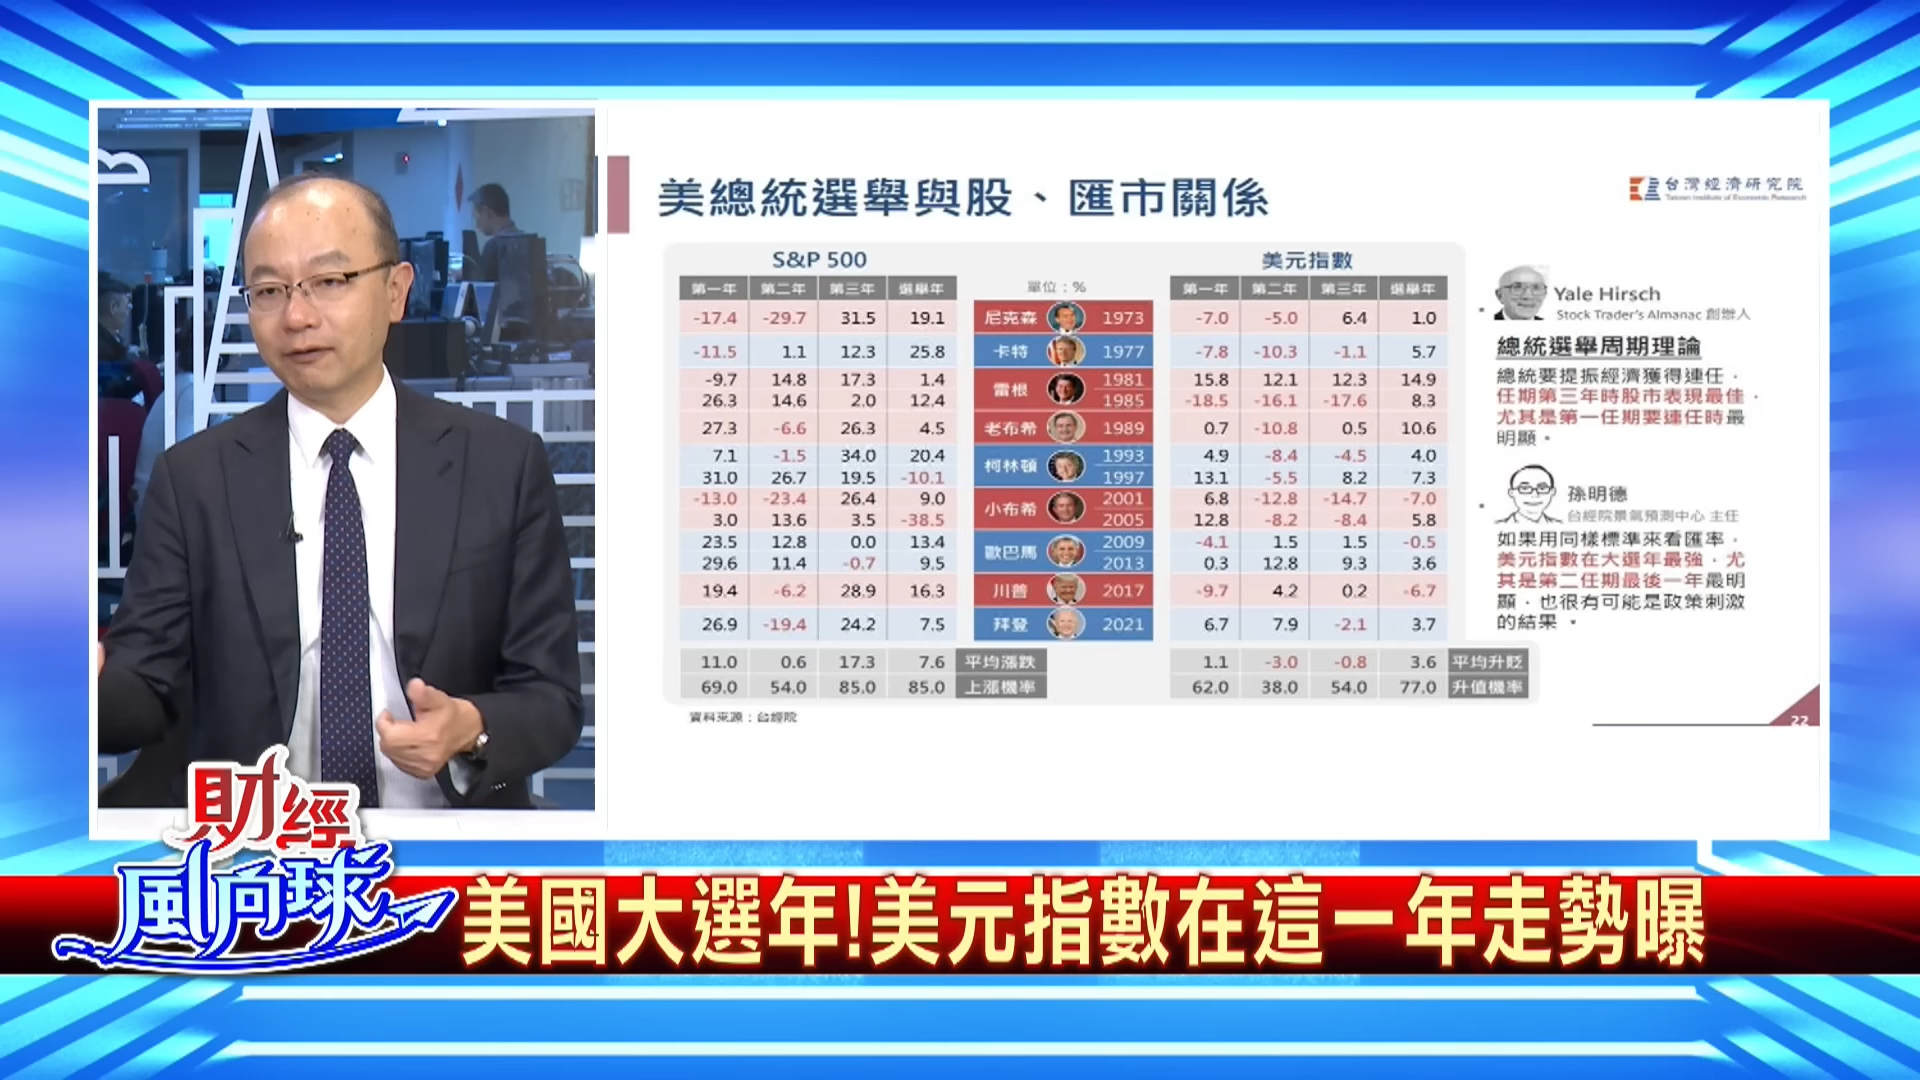 美總統選舉與股、匯市關係
台灣經濟研究院
Taiwan Institute of Economic Research
S&P 500
美元指數
單位：%
第一年 第二年 第三年 選舉年
第一年 第二年 第三年 選舉年
-17.4 -29.7 31.5 19.1 尼克森 1973 -7.0 -5.0 6.4 1.0
-11.5 1.1 12.3 25.8 卡特 1977 -7.8 -10.3 -1.1 5.7
-9.7 14.8 17.3 1.4 雷根 1981 15.8 12.1 12.3 14.9
26.3 14.6 2.0 12.4 1985 -18.5 -16.1 -17.6 8.3
27.3 -6.6 26.3 4.5 老布希 1989 0.7 -10.8 0.5 10.6
7.1 -1.5 34.0 20.4 柯林頓 1993 4.9 -8.4 -4.5 4.0
31.0 26.7 19.5 -10.1 1997 13.1 -5.5 8.2 7.3
-13.0 -23.4 26.4 9.0 小布希 2001 6.8 -12.8 -14.7 -7.0
3.0 13.6 3.5 -38.5 2005 12.8 -8.2 -8.4 5.8
23.5 12.8 0.0 13.4 歐巴馬 2009 -4.1 1.5 1.5 -0.5
29.6 11.4 -0.7 9.5 2013 0.3 12.8 9.3 3.6
19.4 -6.2 28.9 16.3 川普 2017 -9.7 4.2 0.2 -6.7
26.9 -19.4 24.2 7.5 拜登 2021 6.7 7.9 -2.1 3.7
11.0 0.6 17.3 7.6 平均漲跌 1.1 -3.0 -0.8 3.6 平均升貶
69.0 54.0 85.0 85.0 上漲機率 62.0 38.0 54.0 77.0 升值機率
資料來源：台經院
Yale Hirsch
Stock Trader's Almanac 創辦人
總統選舉周期理論
總統要提振經濟獲得連任，
任期第三年時股市表現最佳，
尤其是第一任期要連任時最
明顯。
孫明德
台經院景氣預測中心 主任
如果用同樣標準來看匯率，
美元指數在大選年最強，尤
其是第二任期最後一年最明
顯，也很有可能是政策刺激
的結果。
22
財經
風向球
美國大選年!美元指數在這一年走勢曝